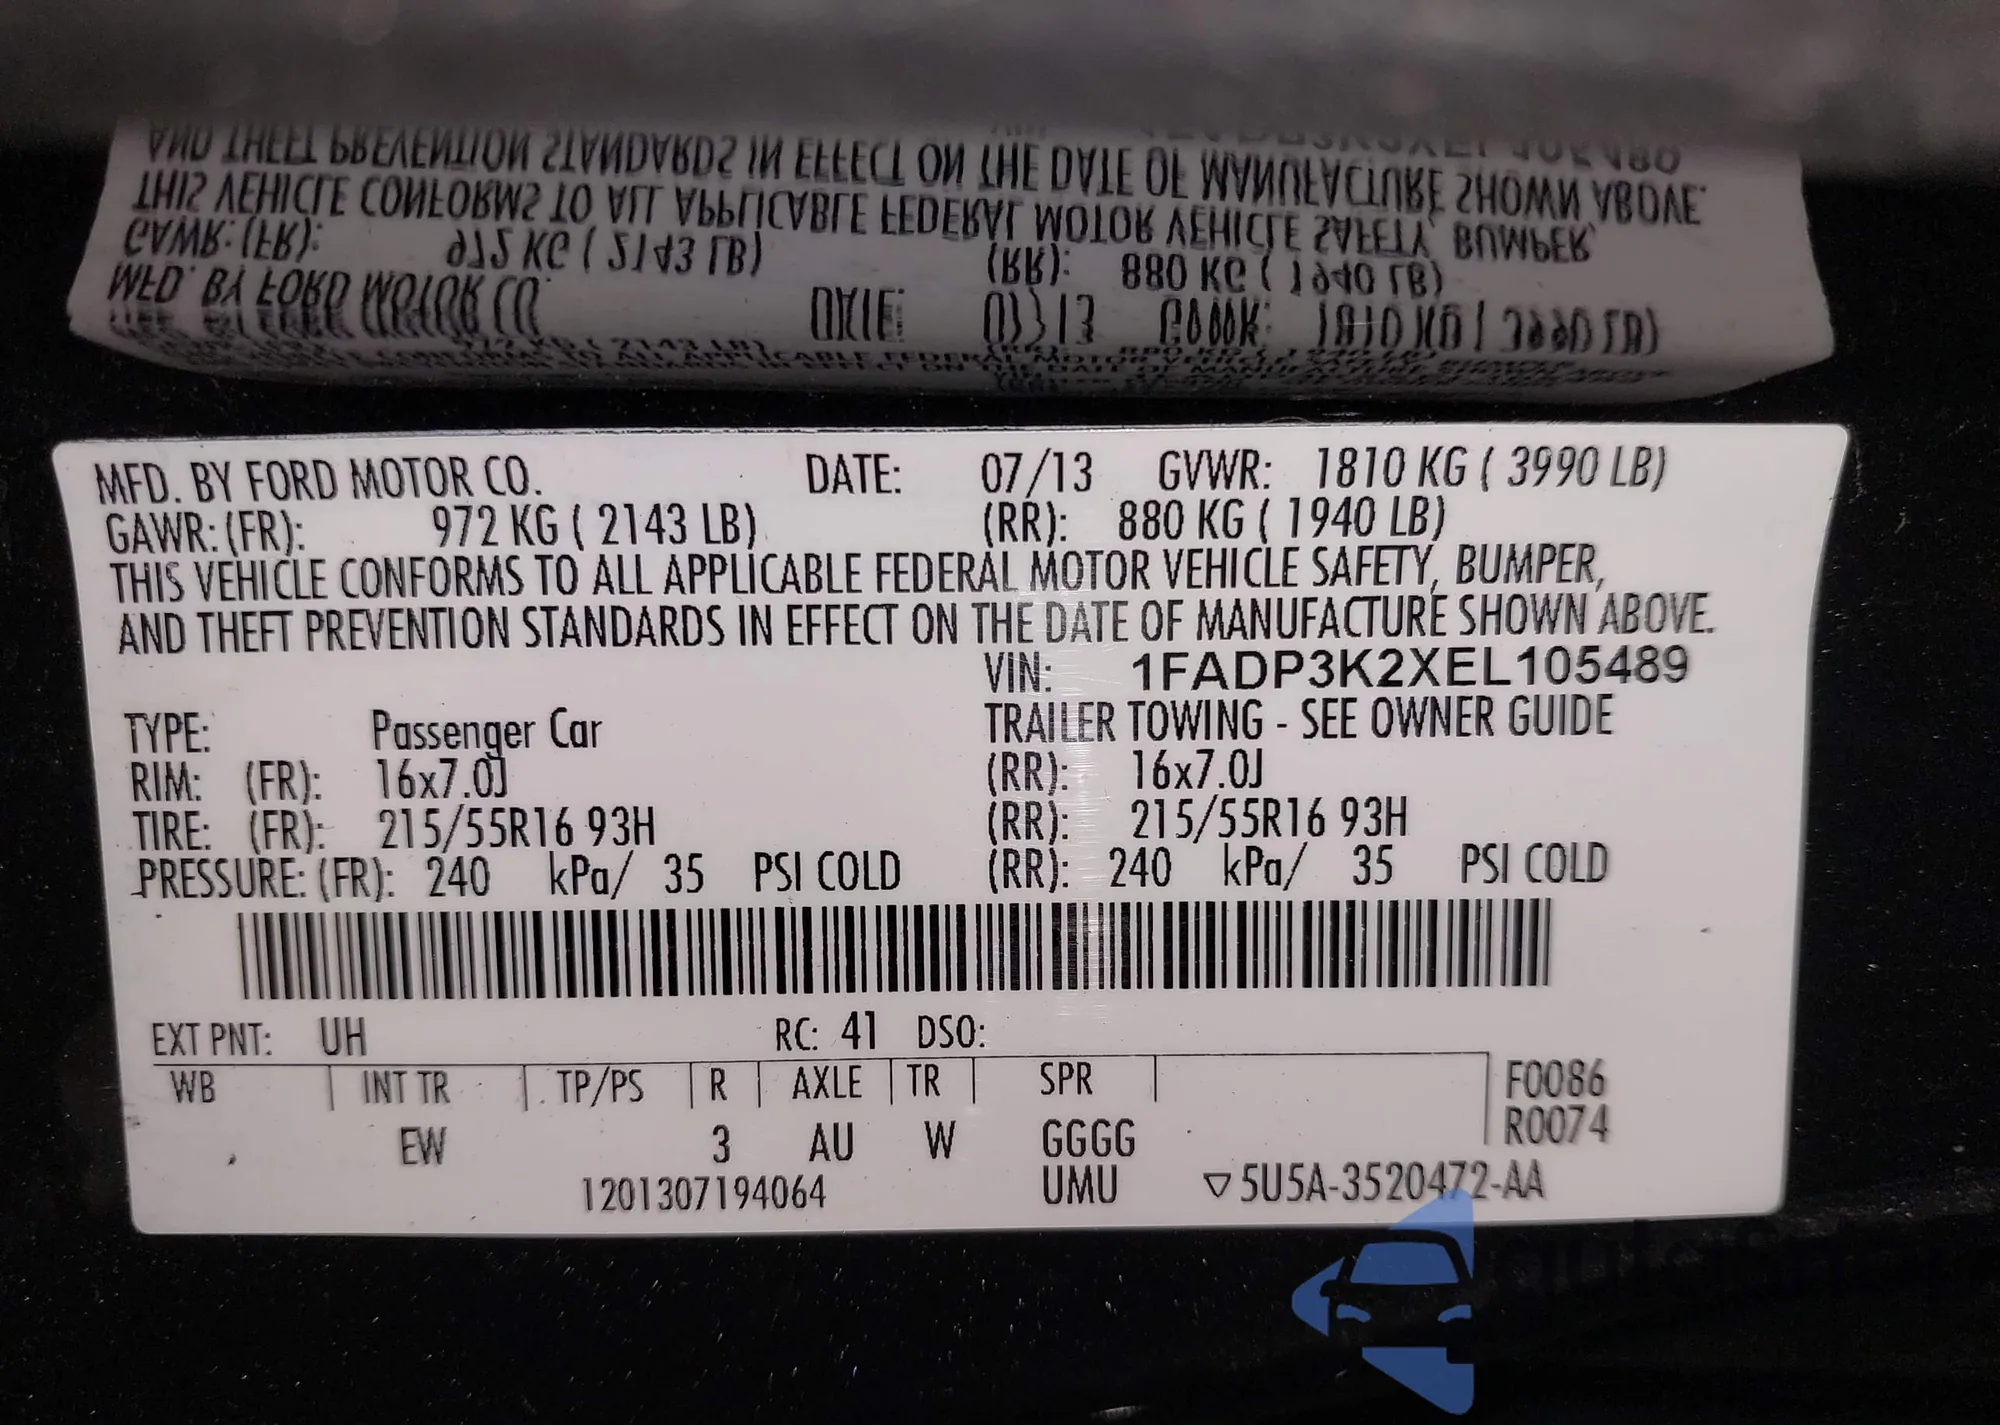 MFD. BY FORD MOTOR CO. DATE: 07/13 GVWR: 1810 KG ( 3990 LB)
GAWR: (FR): 972 KG ( 2143 LB) (RR): 880 KG ( 1940 LB)
THIS VEHICLE CONFORMS TO ALL APPLICABLE FEDERAL MOTOR VEHICLE SAFETY, BUMPER,
AND THEFT PREVENTION STANDARDS IN EFFECT ON THE DATE OF MANUFACTURE SHOWN ABOVE.
VIN: 1FADP3K2XEL105489
TYPE: Passenger Car TRAILER TOWING - SEE OWNER GUIDE
RIM: (FR): 16x7.0J (RR): 16x7.0J
TIRE: (FR): 215/55R16 93H (RR): 215/55R16 93H
PRESSURE: (FR): 240 kPa/ 35 PSI COLD (RR): 240 kPa/ 35 PSI COLD
EXT PNT: UH RC: 41 DSO:
WB INT TR TP/PS R AXLE TR SPR F0086
R0074
EW 3 AU W GGGG
1201307194064 UMU ▽5U5A-3520472-AA